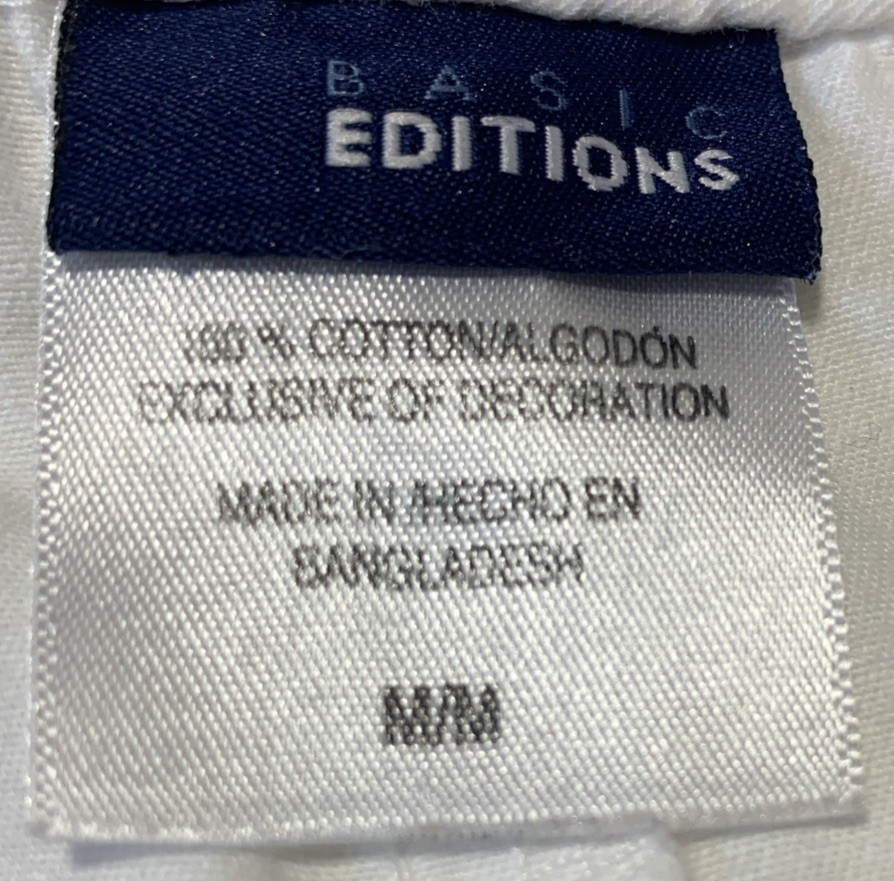 BASIC
EDITIONS
100 % COTTON/ALGODÓN
EXCLUSIVE OF DECORATION
MADE IN /HECHO EN
BANGLADESH
M/M